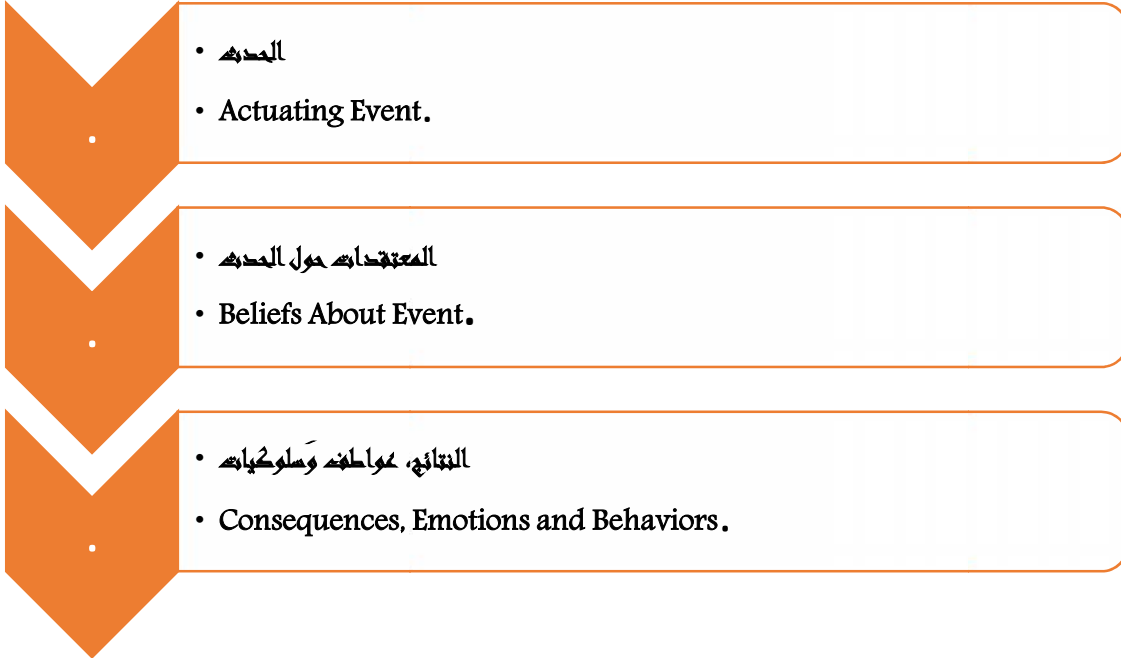 • الحدث
• Actuating Event.
• المعتقدات حول الحدث
• Beliefs About Event.
• النتائج، عواطف وَسلوكيات
• Consequences, Emotions and Behaviors.